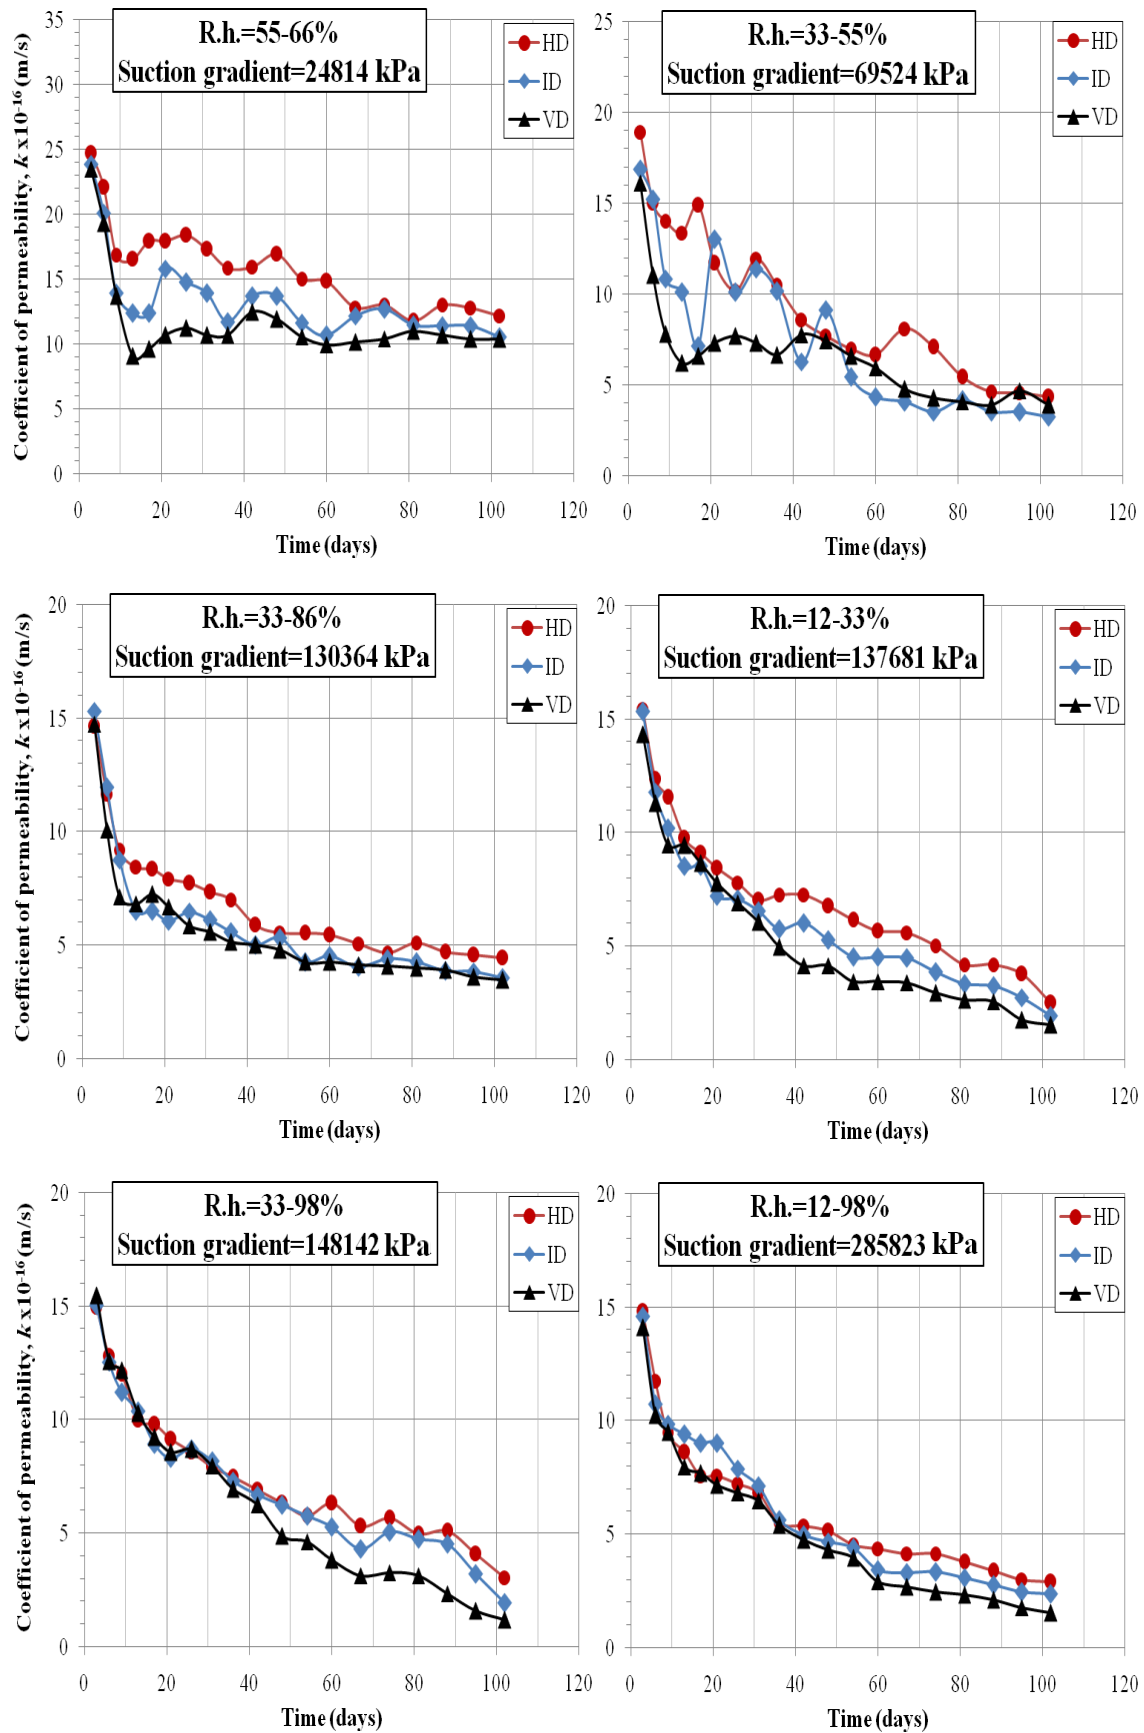 R.h.=55-66%
Suction gradient=24814 kPa
HD
ID
VD
Coefficient of permeability, k x10⁻¹⁶ (m/s)
35
30
25
20
15
10
5
0
0 20 40 60 80 100 120
Time (days)
R.h.=33-55%
Suction gradient=69524 kPa
HD
ID
VD
25
20
15
10
5
0
0 20 40 60 80 100 120
Time (days)
R.h.=33-86%
Suction gradient=130364 kPa
HD
ID
VD
Coefficient of permeability, k x10⁻¹⁶ (m/s)
20
15
10
5
0
0 20 40 60 80 100 120
Time (days)
R.h.=12-33%
Suction gradient=137681 kPa
HD
ID
VD
20
15
10
5
0
0 20 40 60 80 100 120
Time (days)
R.h.=33-98%
Suction gradient=148142 kPa
HD
ID
VD
Coefficient of permeability, k x10⁻¹⁶ (m/s)
20
15
10
5
0
0 20 40 60 80 100 120
Time (days)
R.h.=12-98%
Suction gradient=285823 kPa
HD
ID
VD
20
15
10
5
0
0 20 40 60 80 100 120
Time (days)